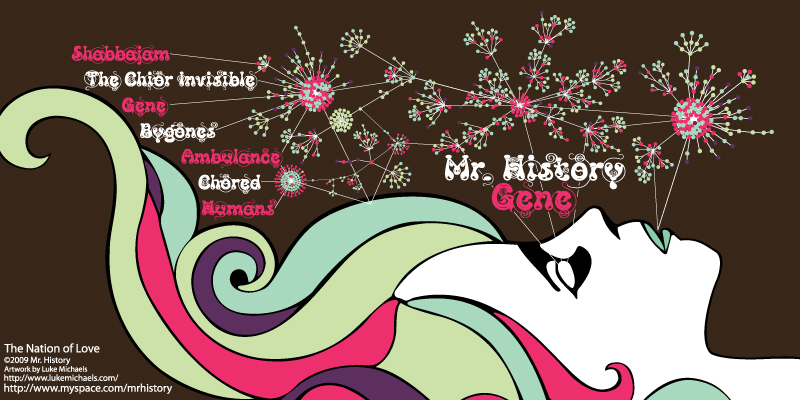 Shabbajam
The Chior Invisible
Gene
Bygones
Ambulance
Chored
Humans
Mr. History
Gene
The Nation of Love
©2009 Mr. History
Artwork by Luke Michaels
http://www.lukemichaels.com/
http://www.myspace.com/mrhistory